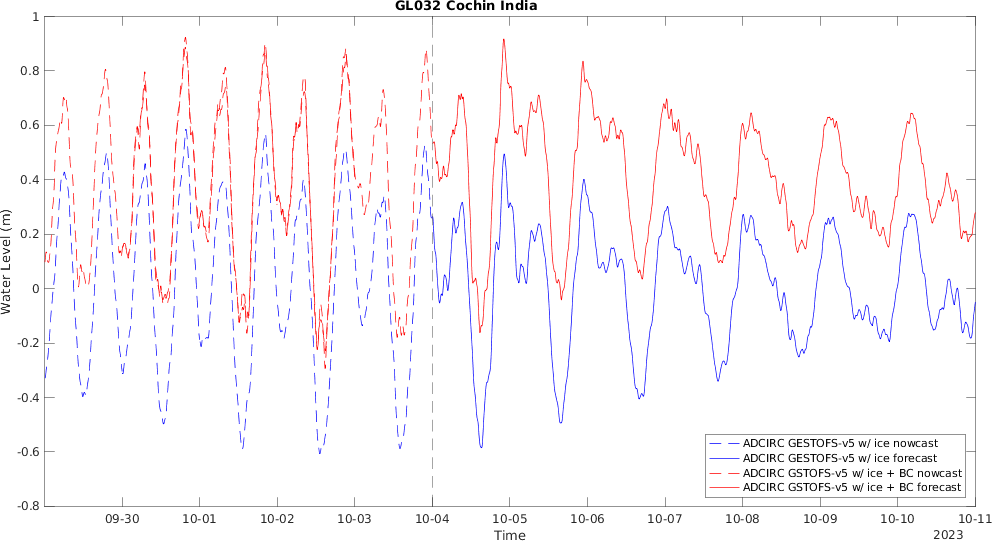 GL032 Cochin India
1
0.8
0.6
0.4
0.2
0
-0.2
-0.4
-0.6
-0.8
Water Level (m)
ADCIRC GESTOFS-v5 w/ ice nowcast
ADCIRC GESTOFS-v5 w/ ice forecast
ADCIRC GSTOFS-v5 w/ ice + BC nowcast
ADCIRC GSTOFS-v5 w/ ice + BC forecast
09-30 10-01 10-02 10-03 10-04 10-05 10-06 10-07 10-08 10-09 10-10 10-11
Time
2023